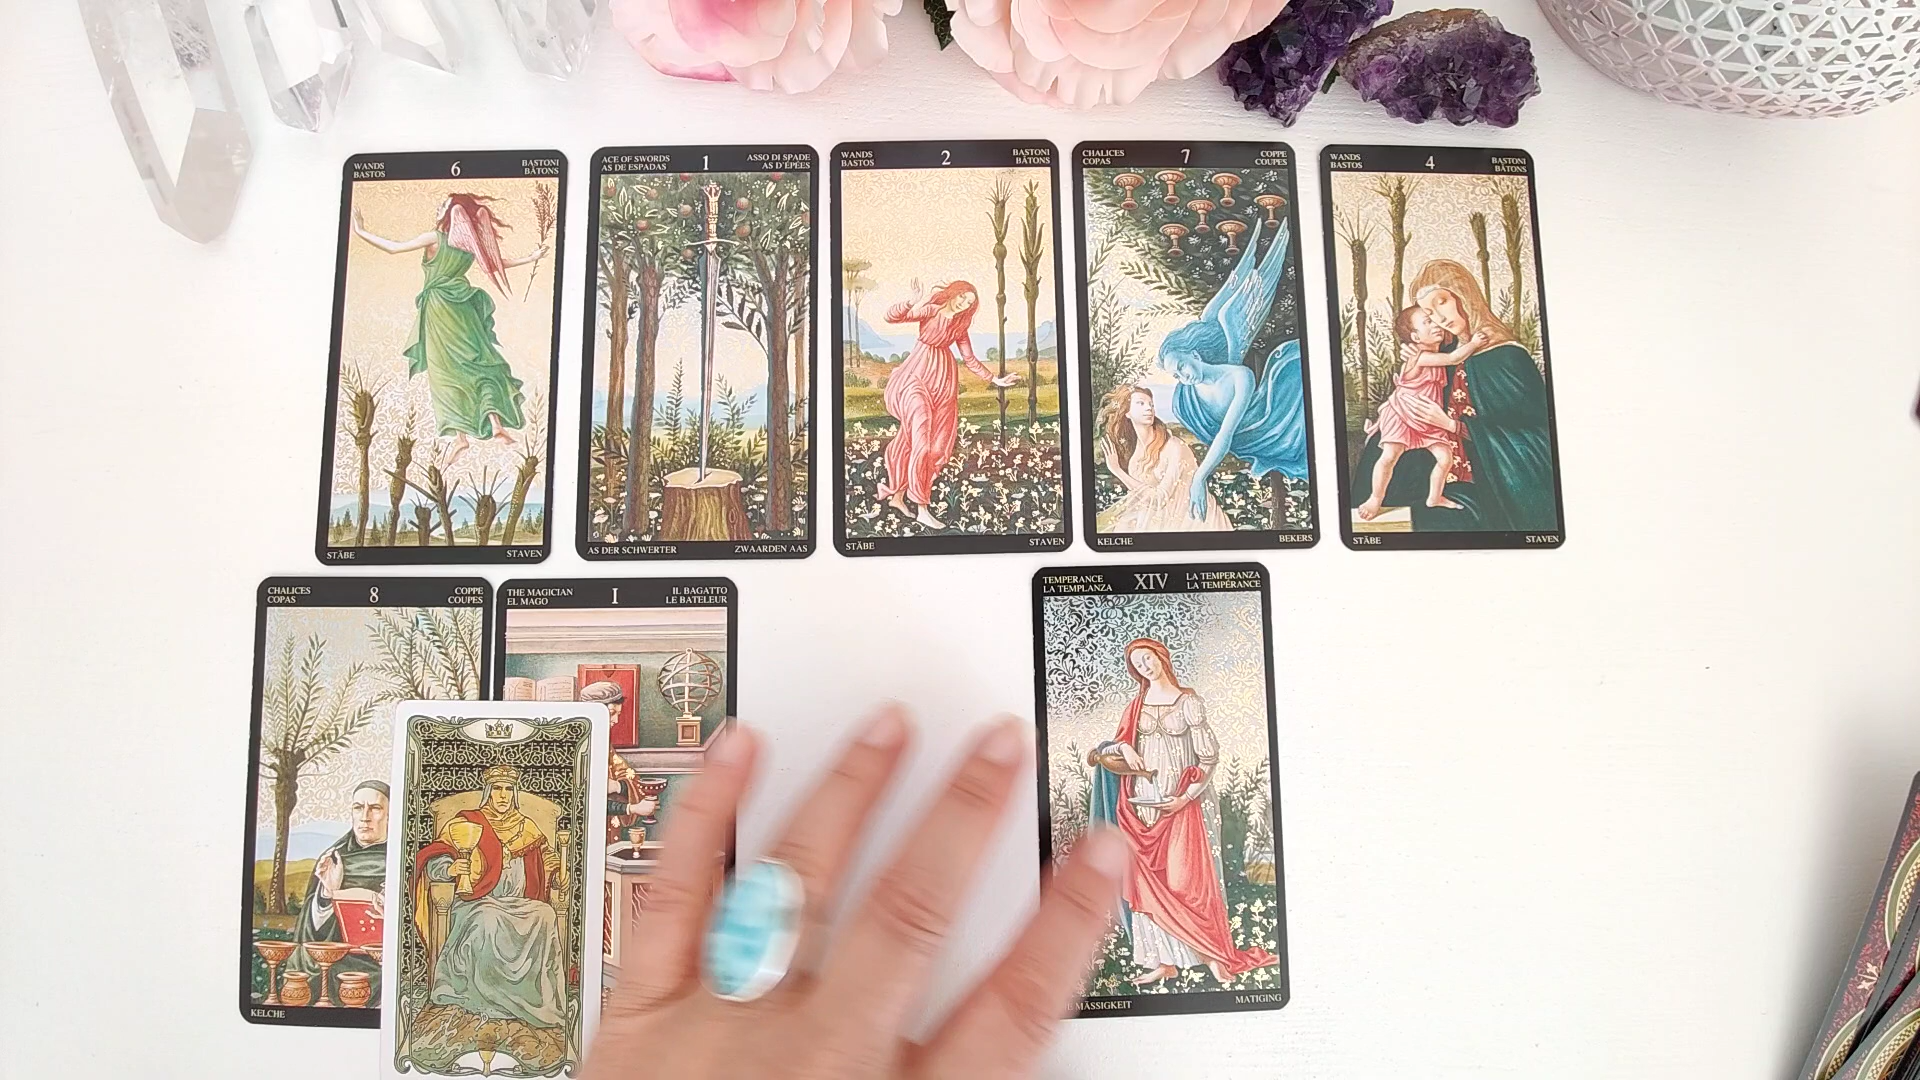 WANDS
BASTOS
6
BASTONI
BÂTONS
STÄBE
STAVEN
ACE OF SWORDS
AS DE ESPADAS
1
ASSO DI SPADE
AS D'ÉPÉES
AS DER SCHWERTER
ZWAARDEN AAS
WANDS
BASTOS
2
BASTONI
BÂTONS
STÄBE
STAVEN
CHALICES
COPAS
7
COPPE
COUPES
KELCHE
BEKERS
WANDS
BASTOS
4
BASTONI
BÂTONS
STÄBE
STAVEN
CHALICES
COPAS
8
COPPE
COUPES
KELCHE
THE MAGICIAN
EL MAGO
I
IL BAGATTO
LE BATELEUR
TEMPERANCE
LA TEMPLANZA
XIV
LA TEMPERANZA
LA TEMPÉRANCE
MÄSSIGKEIT
MATIGING